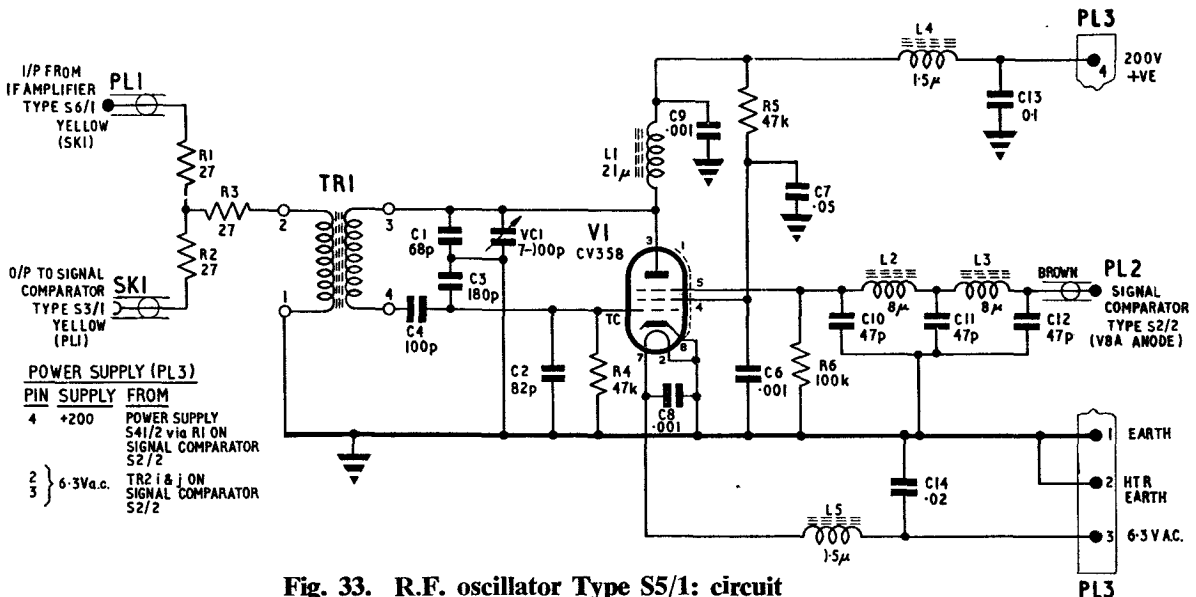 I/P FROM
IF AMPLIFIER
TYPE S6/1
YELLOW
(SK1)
PL1
R1
27
R3
27
R2
27
O/P TO SIGNAL
COMPARATOR
TYPE S3/1
YELLOW
(PL1)
SK1
TR1
2
1
3
4
C1
68p
VC1
7-100p
C3
180p
C4
100p
C2
82p
R4
47k
V1
CV358
3
1
5
4
TC
7
2
8
C8
.001
L1
21µ
C9
.001
R5
47k
C7
.05
C6
.001
R6
100k
L4
1.5µ
C13
0.1
PL3
4
200V
+VE
L2
8µ
L3
8µ
C10
47p
C11
47p
C12
47p
BROWN
PL2
SIGNAL
COMPARATOR
TYPE S2/2
(V8A ANODE)
C14
.02
L5
1.5µ
1
EARTH
2
HTR
EARTH
3
6.3V A.C.
PL3
POWER SUPPLY (PL3)
PIN SUPPLY FROM
4 +200 POWER SUPPLY
S41/2 via R1 ON
SIGNAL COMPARATOR
S2/2
2
3 } 6.3Va.c. TR2 i & j ON
SIGNAL COMPARATOR
S2/2
Fig. 33. R.F. oscillator Type S5/1: circuit